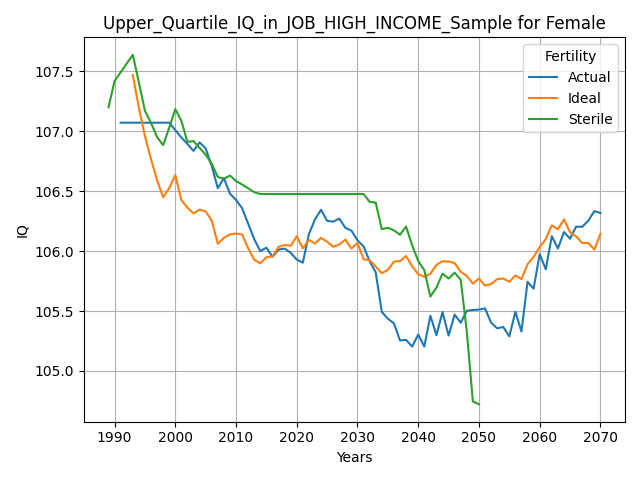 Upper_Quartile_IQ_in_JOB_HIGH_INCOME_Sample for Female
Fertility
Actual
Ideal
Sterile
107.5
107.0
106.5
106.0
105.5
105.0
IQ
1990 2000 2010 2020 2030 2040 2050 2060 2070
Years